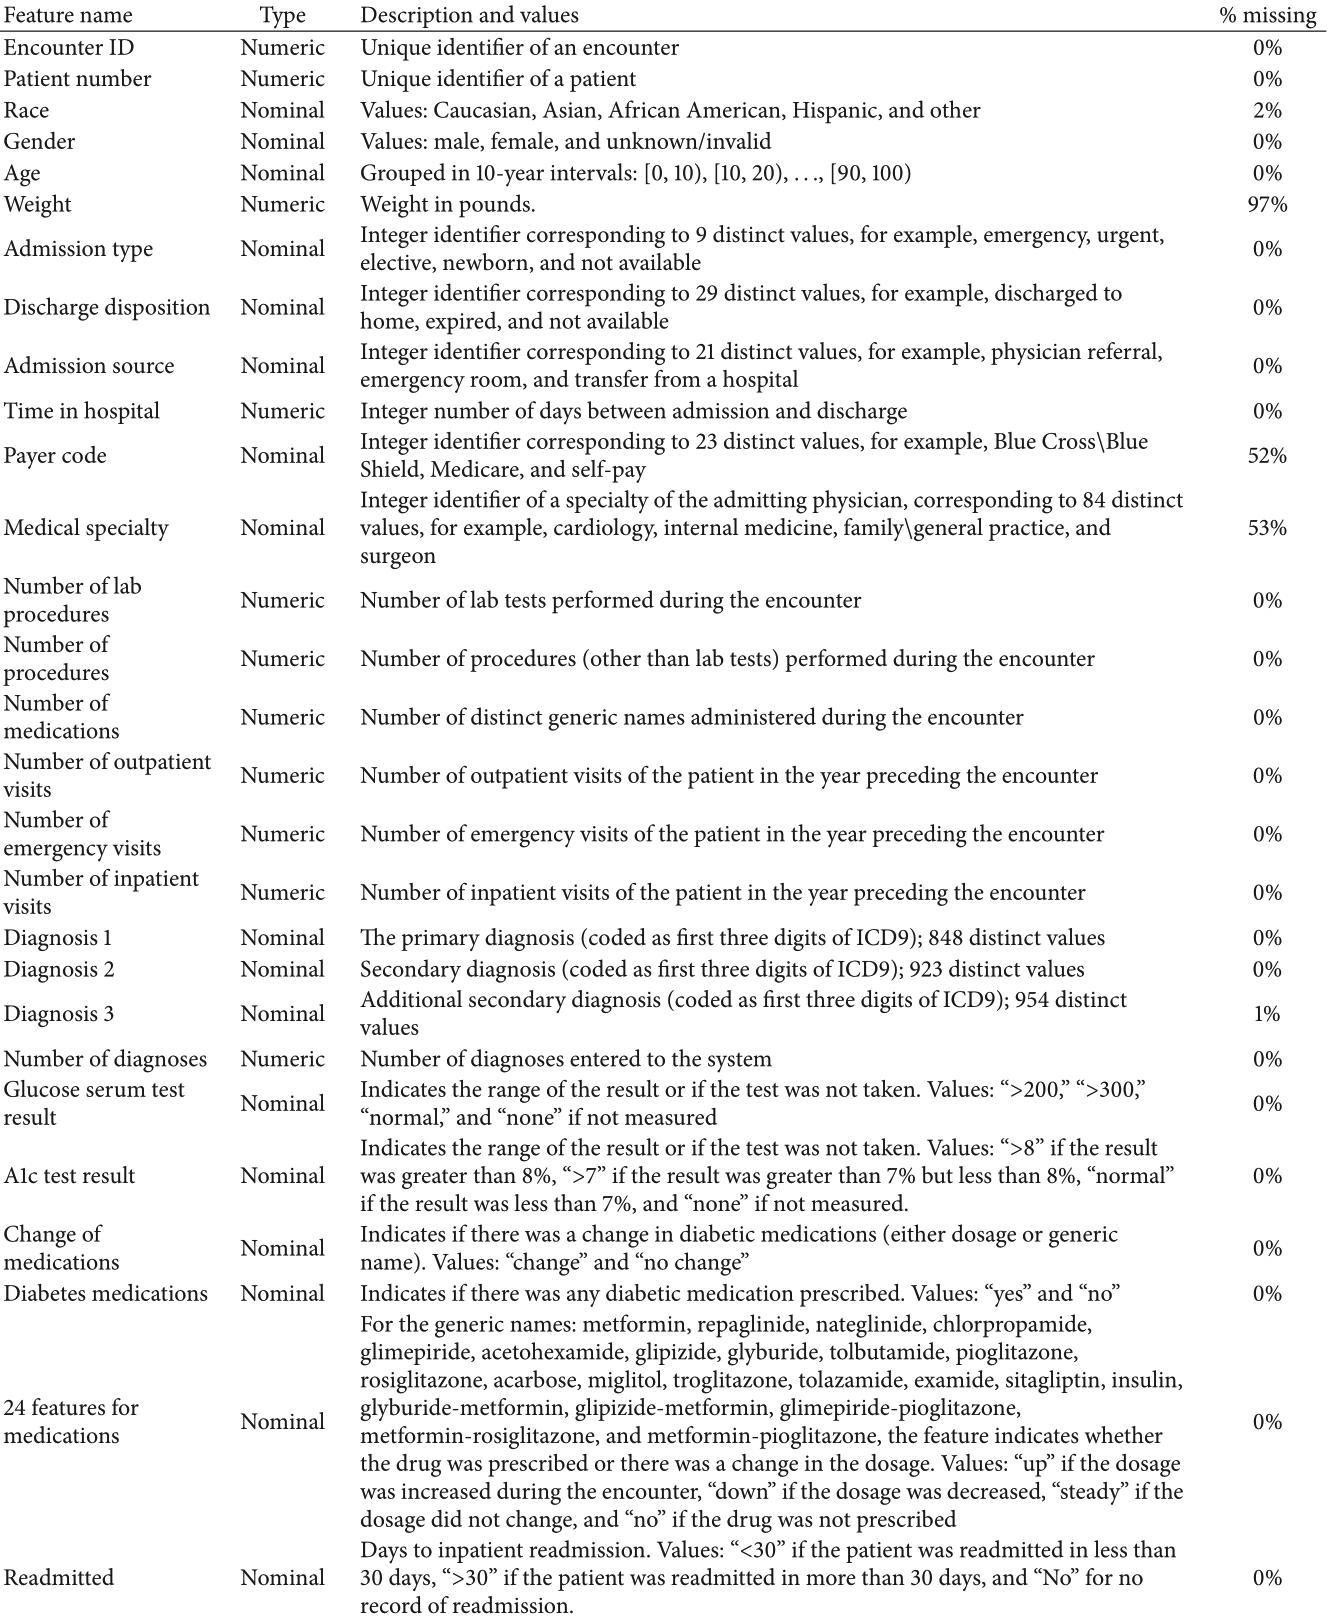 Feature name Type Description and values % missing
Encounter ID Numeric Unique identifier of an encounter 0%
Patient number Numeric Unique identifier of a patient 0%
Race Nominal Values: Caucasian, Asian, African American, Hispanic, and other 2%
Gender Nominal Values: male, female, and unknown/invalid 0%
Age Nominal Grouped in 10-year intervals: [0, 10), [10, 20), . . ., [90, 100) 0%
Weight Numeric Weight in pounds. 97%
Admission type Nominal Integer identifier corresponding to 9 distinct values, for example, emergency, urgent,
elective, newborn, and not available 0%
Discharge disposition Nominal Integer identifier corresponding to 29 distinct values, for example, discharged to
home, expired, and not available 0%
Admission source Nominal Integer identifier corresponding to 21 distinct values, for example, physician referral,
emergency room, and transfer from a hospital 0%
Time in hospital Numeric Integer number of days between admission and discharge 0%
Payer code Nominal Integer identifier corresponding to 23 distinct values, for example, Blue Cross\Blue
Shield, Medicare, and self-pay 52%
Medical specialty Nominal Integer identifier of a specialty of the admitting physician, corresponding to 84 distinct
values, for example, cardiology, internal medicine, family\general practice, and
surgeon 53%
Number of lab
procedures Numeric Number of lab tests performed during the encounter 0%
Number of
procedures Numeric Number of procedures (other than lab tests) performed during the encounter 0%
Number of
medications Numeric Number of distinct generic names administered during the encounter 0%
Number of outpatient
visits Numeric Number of outpatient visits of the patient in the year preceding the encounter 0%
Number of
emergency visits Numeric Number of emergency visits of the patient in the year preceding the encounter 0%
Number of inpatient
visits Numeric Number of inpatient visits of the patient in the year preceding the encounter 0%
Diagnosis 1 Nominal The primary diagnosis (coded as first three digits of ICD9); 848 distinct values 0%
Diagnosis 2 Nominal Secondary diagnosis (coded as first three digits of ICD9); 923 distinct values 0%
Diagnosis 3 Nominal Additional secondary diagnosis (coded as first three digits of ICD9); 954 distinct
values 1%
Number of diagnoses Numeric Number of diagnoses entered to the system 0%
Glucose serum test
result Nominal Indicates the range of the result or if the test was not taken. Values: “>200,” “>300,”
“normal,” and “none” if not measured 0%
A1c test result Nominal Indicates the range of the result or if the test was not taken. Values: “>8” if the result
was greater than 8%, “>7” if the result was greater than 7% but less than 8%, “normal”
if the result was less than 7%, and “none” if not measured. 0%
Change of
medications Nominal Indicates if there was a change in diabetic medications (either dosage or generic
name). Values: “change” and “no change” 0%
Diabetes medications Nominal Indicates if there was any diabetic medication prescribed. Values: “yes” and “no” 0%
24 features for
medications Nominal For the generic names: metformin, repaglinide, nateglinide, chlorpropamide,
glimepiride, acetohexamide, glipizide, glyburide, tolbutamide, pioglitazone,
rosiglitazone, acarbose, miglitol, troglitazone, tolazamide, examide, sitagliptin, insulin,
glyburide-metformin, glipizide-metformin, glimepiride-pioglitazone,
metformin-rosiglitazone, and metformin-pioglitazone, the feature indicates whether
the drug was prescribed or there was a change in the dosage. Values: “up” if the dosage
was increased during the encounter, “down” if the dosage was decreased, “steady” if the
dosage did not change, and “no” if the drug was not prescribed 0%
Readmitted Nominal Days to inpatient readmission. Values: “<30” if the patient was readmitted in less than
30 days, “>30” if the patient was readmitted in more than 30 days, and “No” for no
record of readmission. 0%